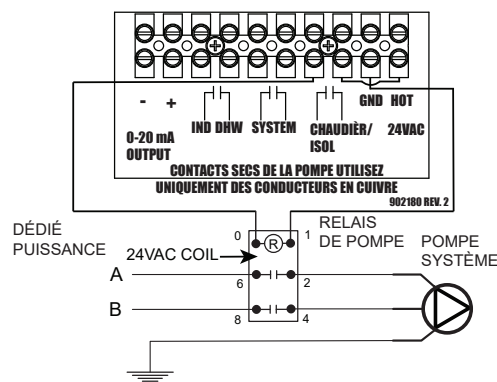 - +
GND HOT
IND DHW SYSTEM CHAUDIÈR/ 24VAC
0-20 mA ISOL
OUTPUT
CONTACTS SECS DE LA POMPE UTILISEZ
UNIQUEMENT DES CONDUCTEURS EN CUIVRE
902180 REV. 2
DÉDIÉ
PUISSANCE
0 1
R
RELAIS
DE POMPE
POMPE
SYSTÈME
24VAC COIL
A 6 2
B 8 4